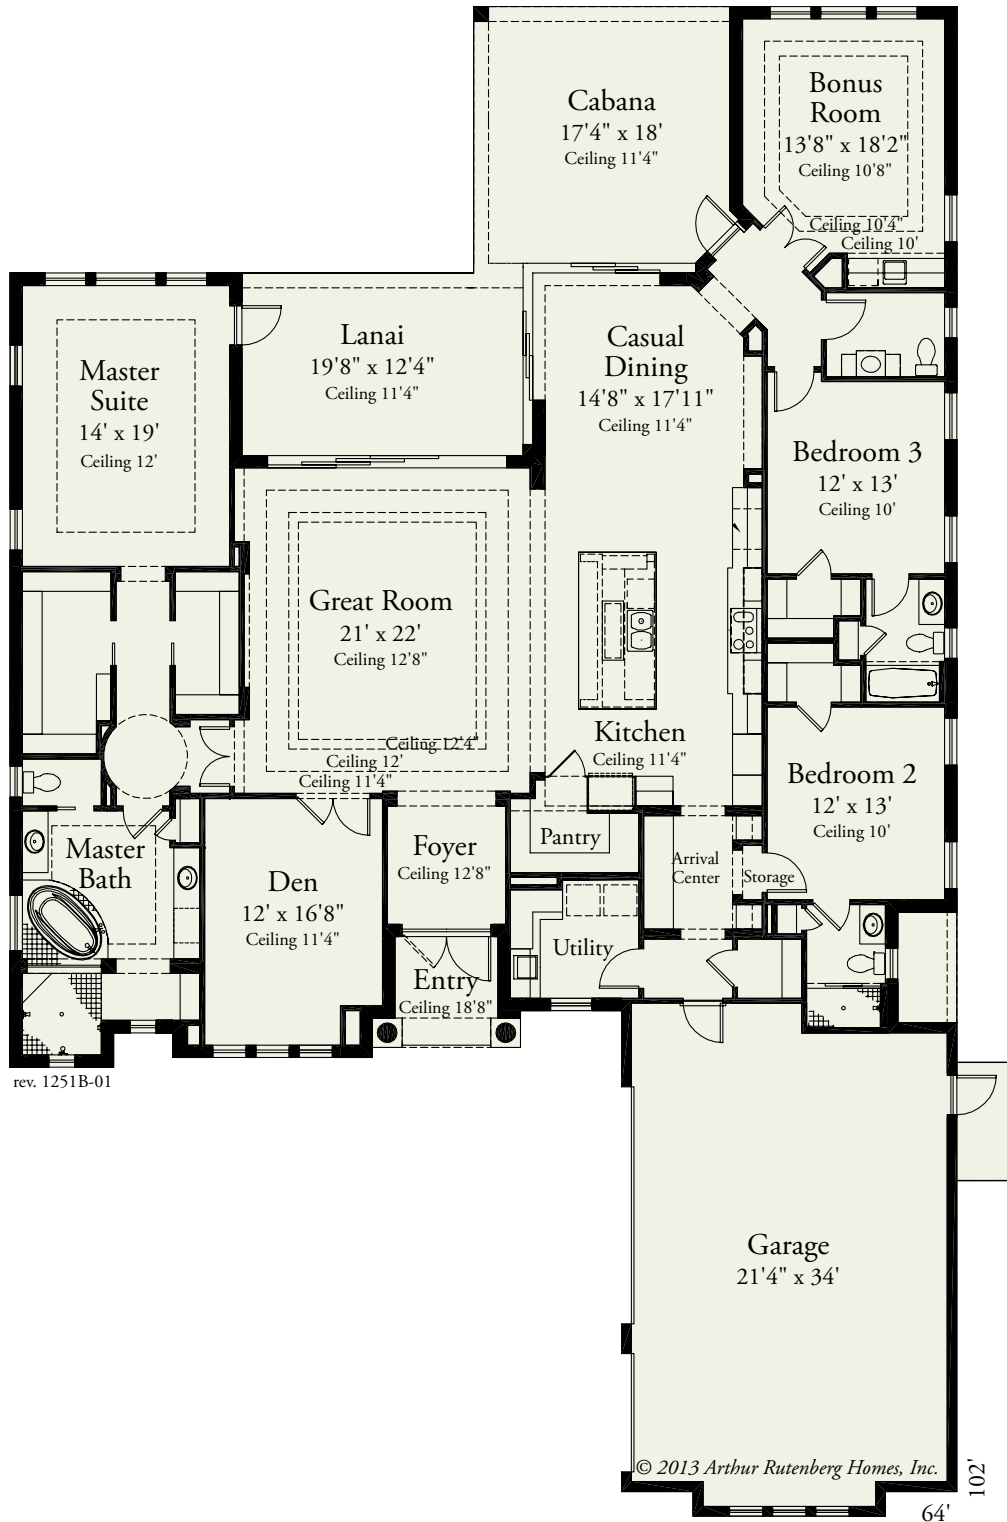 Bonus
Room
13'8" x 18'2"
Ceiling 10'8"
Ceiling 10'4"
Ceiling 10'
Cabana
17'4" x 18'
Ceiling 11'4"
Lanai
19'8" x 12'4"
Ceiling 11'4"
Casual
Dining
14'8" x 17'11"
Ceiling 11'4"
Master
Suite
14' x 19'
Ceiling 12'
Bedroom 3
12' x 13'
Ceiling 10'
Great Room
21' x 22'
Ceiling 12'8"
Ceiling 12'4"
Ceiling 12'
Ceiling 11'4"
Kitchen
Ceiling 11'4"
Bedroom 2
12' x 13'
Ceiling 10'
Pantry
Master
Bath
Den
12' x 16'8"
Ceiling 11'4"
Foyer
Ceiling 12'8"
Arrival
Center
Storage
Utility
Entry
Ceiling 18'8"
rev. 1251B-01
Garage
21'4" x 34'
© 2013 Arthur Rutenberg Homes, Inc.
102'
64'